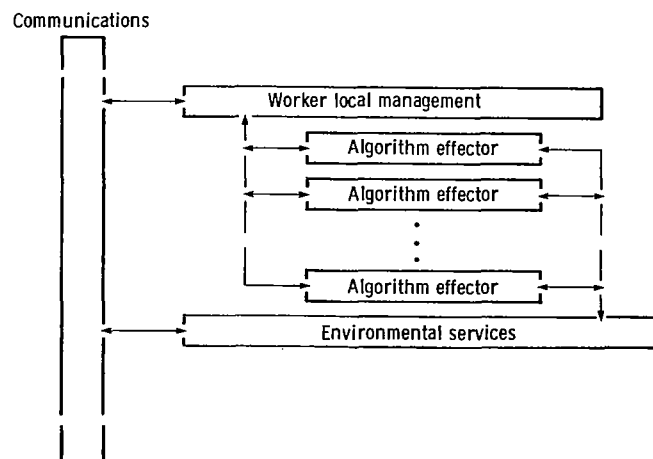 Communications
Worker local management
Algorithm effector
Algorithm effector
Algorithm effector
Environmental services